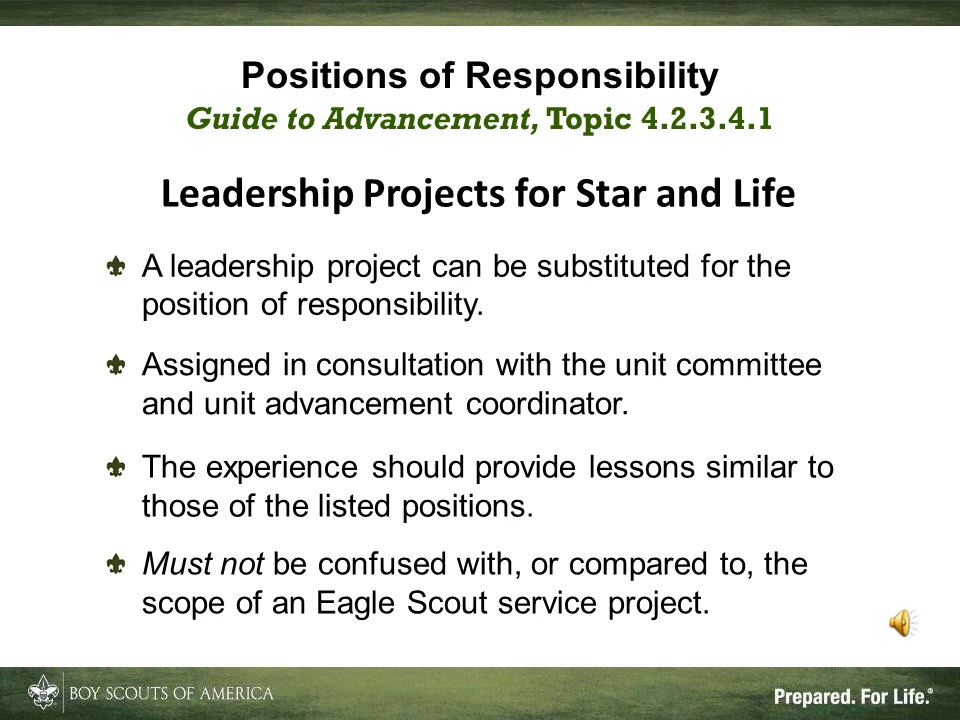 Positions of Responsibility
Guide to Advancement, Topic 4.2.3.4.1
Leadership Projects for Star and Life
A leadership project can be substituted for the
position of responsibility.
Assigned in consultation with the unit committee
and unit advancement coordinator.
The experience should provide lessons similar to
those of the listed positions.
Must not be confused with, or compared to, the
scope of an Eagle Scout service project.
BOY SCOUTS OF AMERICA
Prepared. For Life.®